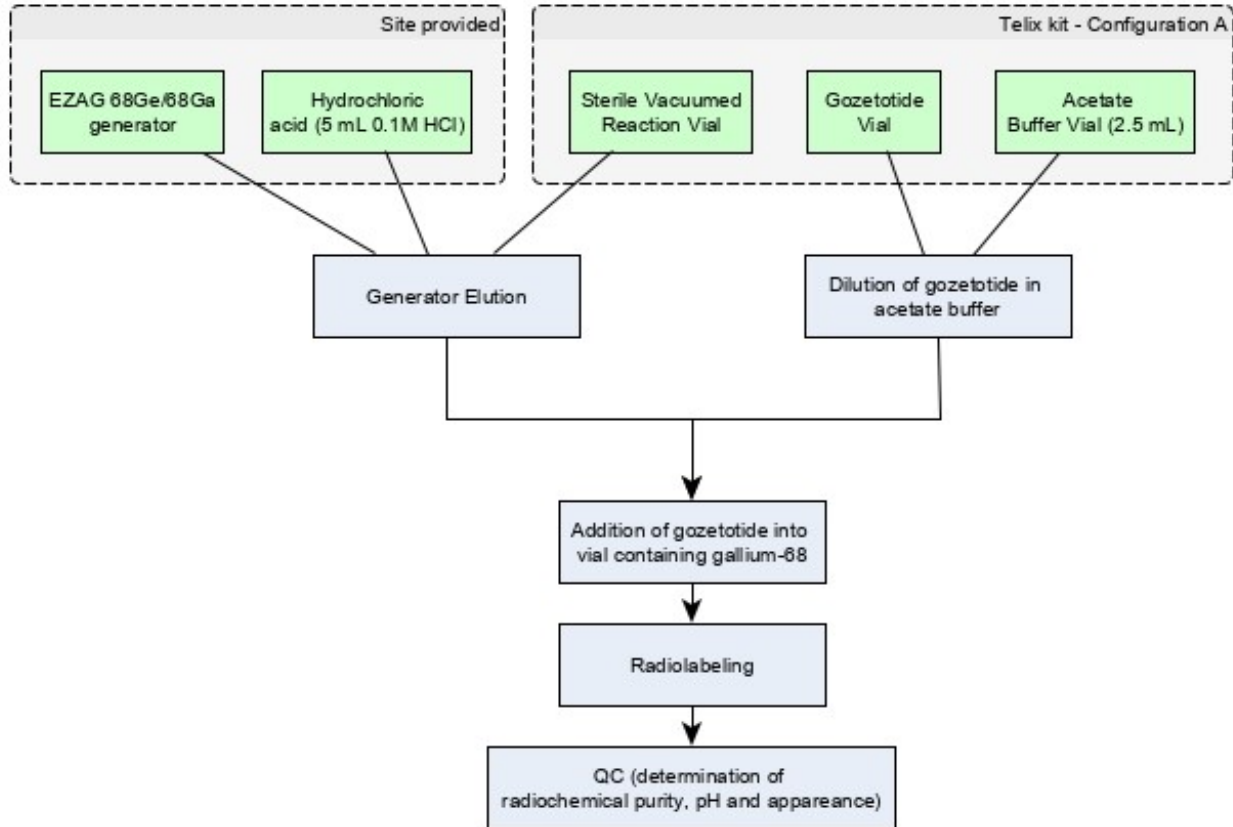 Site provided
Telix kit - Configuration A
EZAG 68Ge/68Ga
generator
Hydrochloric
acid (5 mL 0.1M HCl)
Sterile Vacuumed
Reaction Vial
Gozetotide
Vial
Acetate
Buffer Vial (2.5 mL)
Generator Elution
Dilution of gozetotide in
acetate buffer
Addition of gozetotide into
vial containing gallium-68
Radiolabeling
QC (determination of
radiochemical purity, pH and appareance)